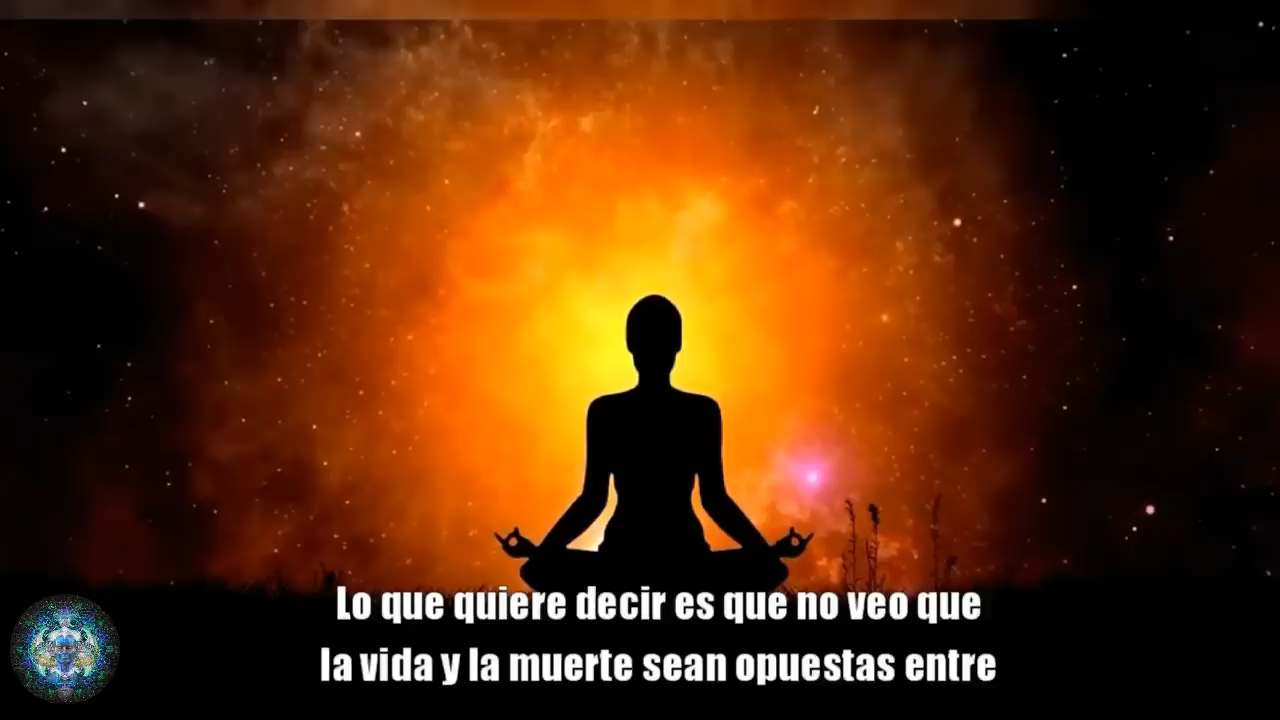 Lo que quiere decir es que no veo que
la vida y la muerte sean opuestas entre